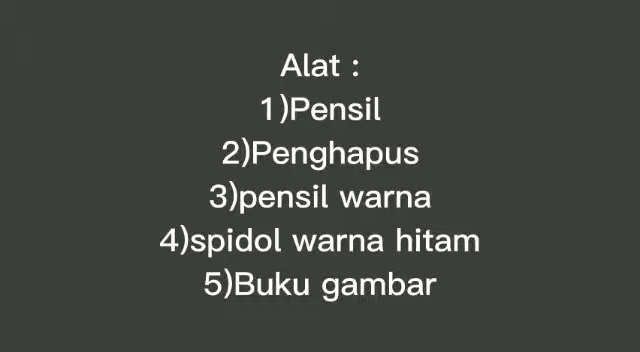 Alat :
1)Pensil
2)Penghapus
3)pensil warna
4)spidol warna hitam
5)Buku gambar